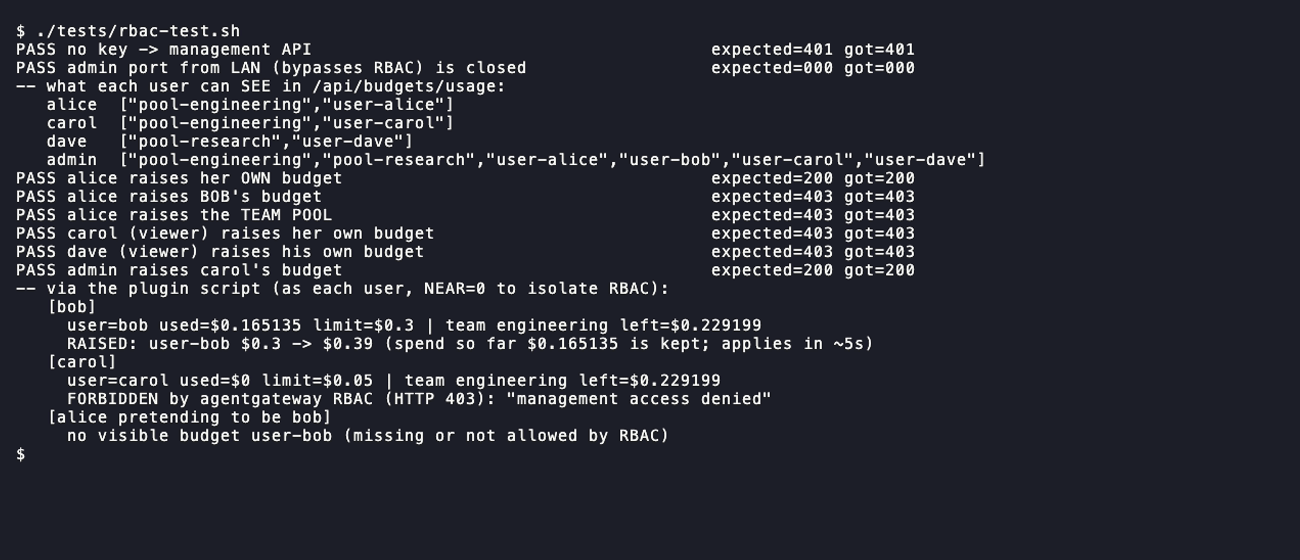 $ ./tests/rbac-test.sh
PASS no key -> management API expected=401 got=401
PASS admin port from LAN (bypasses RBAC) is closed expected=000 got=000
-- what each user can SEE in /api/budgets/usage:
alice ["pool-engineering","user-alice"]
carol ["pool-engineering","user-carol"]
dave ["pool-research","user-dave"]
admin ["pool-engineering","pool-research","user-alice","user-bob","user-carol","user-dave"]
PASS alice raises her OWN budget expected=200 got=200
PASS alice raises BOB's budget expected=403 got=403
PASS alice raises the TEAM POOL expected=403 got=403
PASS carol (viewer) raises her own budget expected=403 got=403
PASS dave (viewer) raises his own budget expected=403 got=403
PASS admin raises carol's budget expected=200 got=200
-- via the plugin script (as each user, NEAR=0 to isolate RBAC):
[bob]
user=bob used=$0.165135 limit=$0.3 | team engineering left=$0.229199
RAISED: user-bob $0.3 -> $0.39 (spend so far $0.165135 is kept; applies in ~5s)
[carol]
user=carol used=$0 limit=$0.05 | team engineering left=$0.229199
FORBIDDEN by agentgateway RBAC (HTTP 403): "management access denied"
[alice pretending to be bob]
no visible budget user-bob (missing or not allowed by RBAC)
$